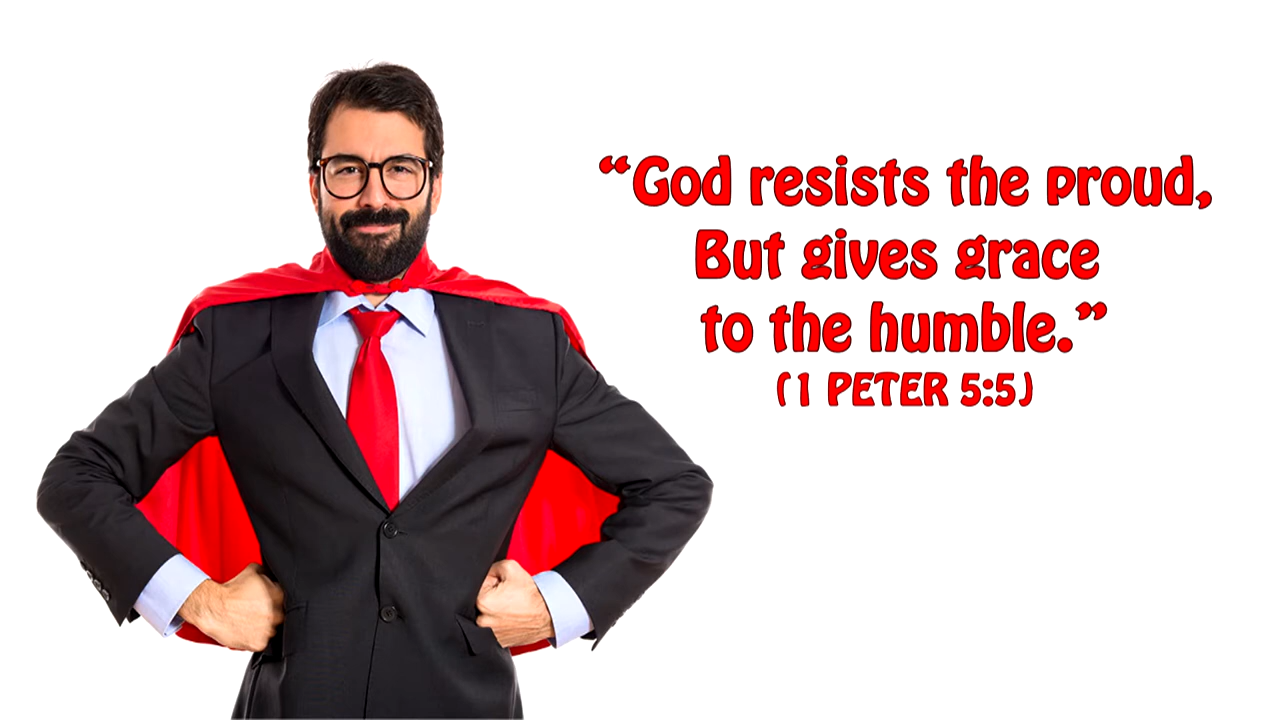 “God resists the proud,
But gives grace
to the humble.”
(1 PETER 5:5)